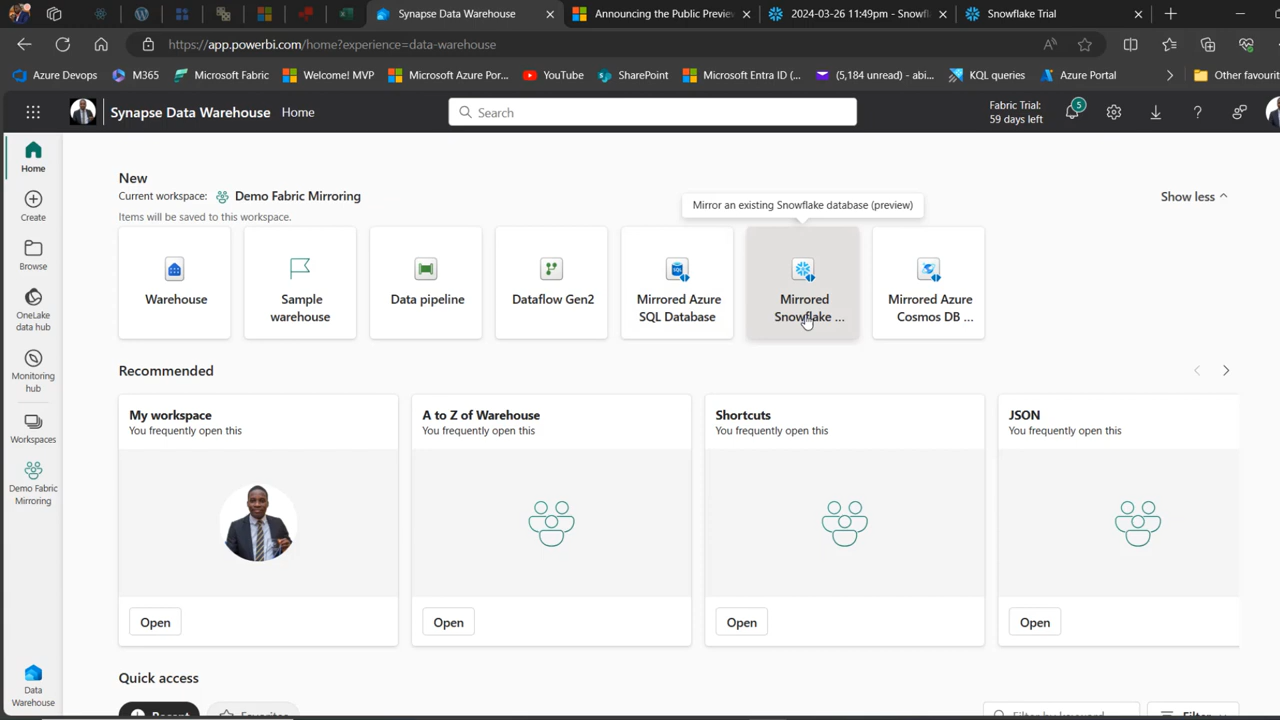 Synapse Data Warehouse
Announcing the Public Preview
2024-03-26 11:49pm - Snowfl
Snowflake Trial
https://app.powerbi.com/home?experience=data-warehouse
Azure Devops
M365
Microsoft Fabric
Welcome! MVP
Microsoft Azure Por...
YouTube
SharePoint
Microsoft Entra ID (...
(5,184 unread) - abi...
KQL queries
Azure Portal
Other favourit
Synapse Data Warehouse
Home
Search
Fabric Trial:
59 days left
5
Home
Create
Browse
OneLake
data hub
Monitoring
hub
Workspaces
Demo Fabric
Mirroring
Data
Warehouse
New
Current workspace: Demo Fabric Mirroring
Items will be saved to this workspace.
Show less
Mirror an existing Snowflake database (preview)
Warehouse
Sample
warehouse
Data pipeline
Dataflow Gen2
Mirrored Azure
SQL Database
Mirrored
Snowflake ...
Mirrored Azure
Cosmos DB ...
Recommended
My workspace
You frequently open this
Open
A to Z of Warehouse
You frequently open this
Open
Shortcuts
You frequently open this
Open
JSON
You frequently open this
Open
Quick access
Recent
Favorites
Filter by keyword
Filter